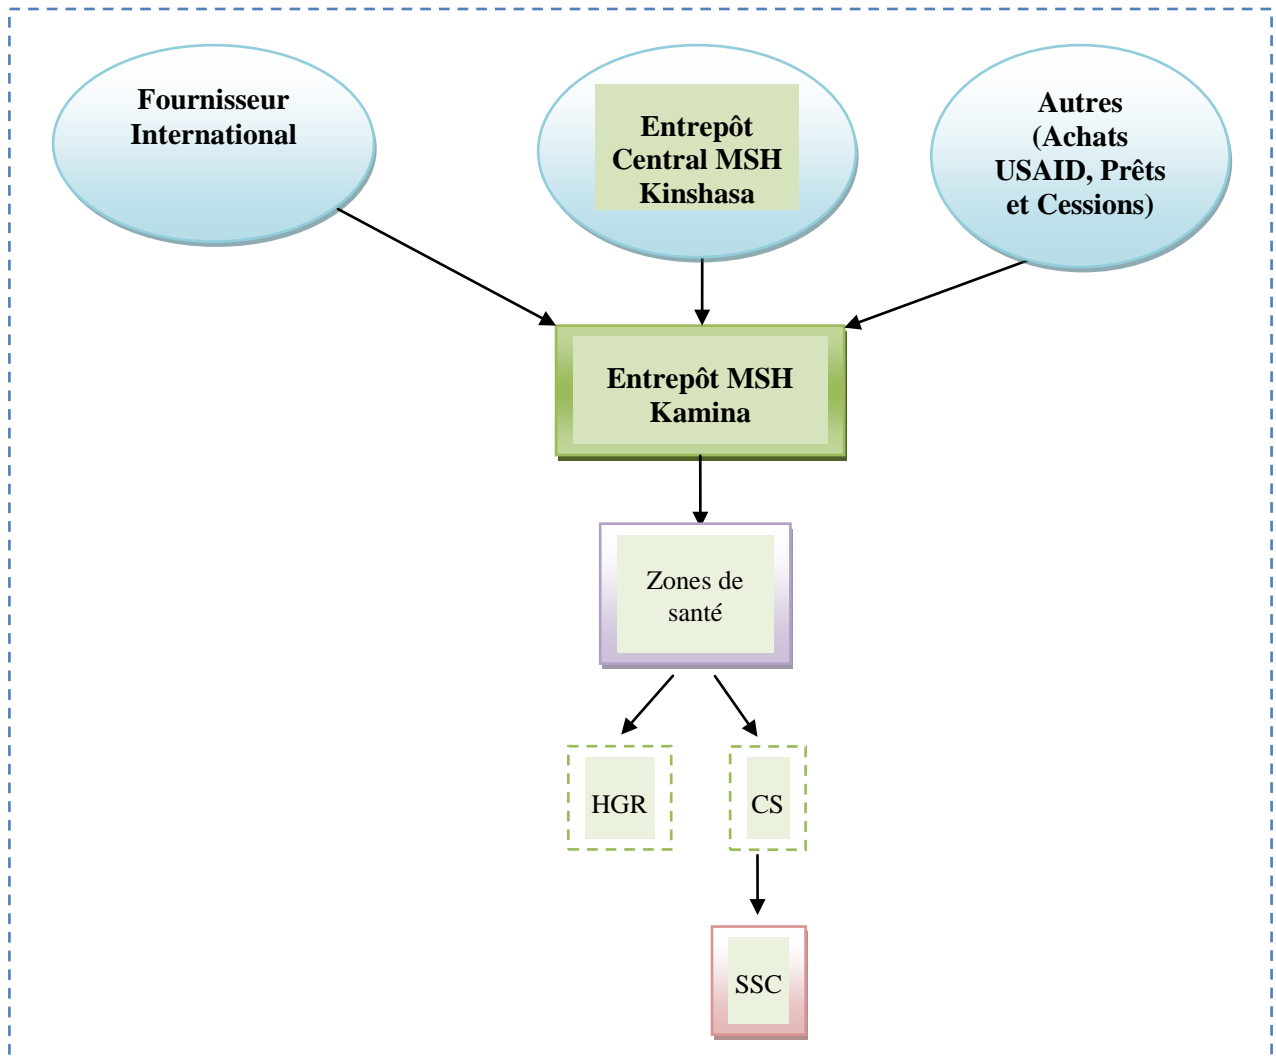 Fournisseur
International
Entrepôt
Central MSH
Kinshasa
Autres
(Achats
USAID, Prêts
et Cessions)
Entrepôt MSH
Kamina
Zones de
santé
HGR
CS
SSC